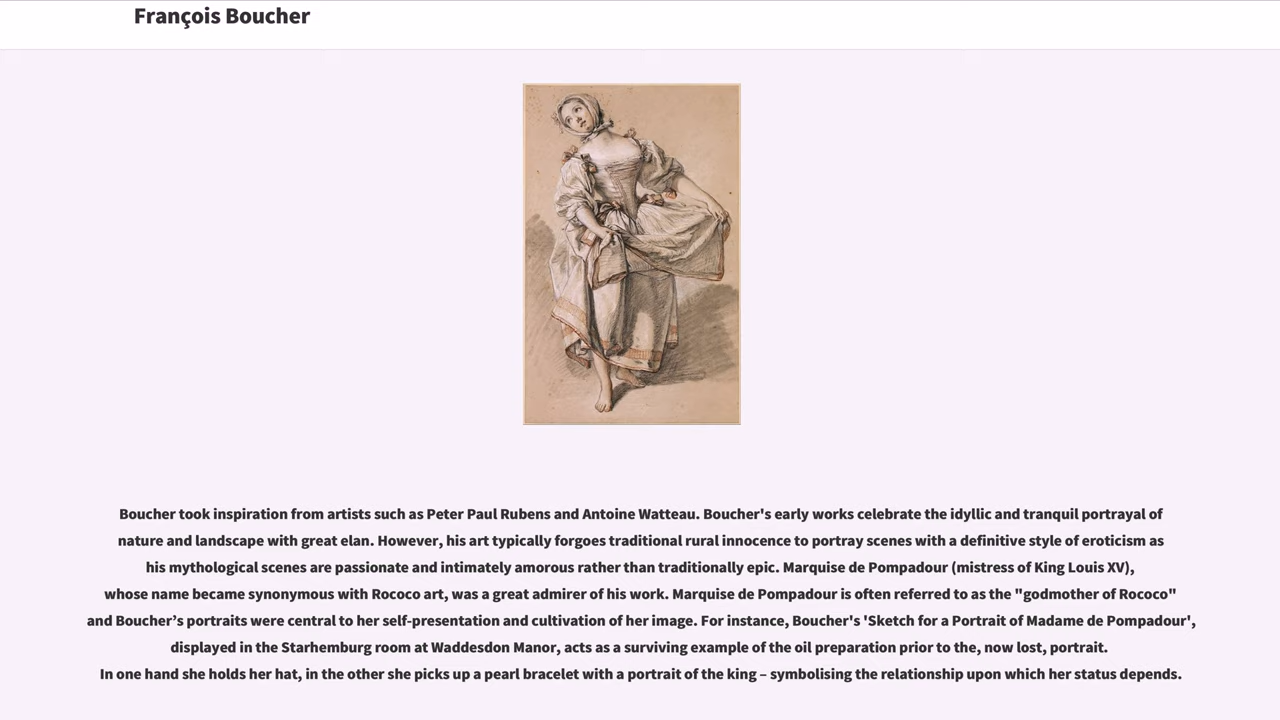 François Boucher
Boucher took inspiration from artists such as Peter Paul Rubens and Antoine Watteau. Boucher's early works celebrate the idyllic and tranquil portrayal of
nature and landscape with great elan. However, his art typically forgoes traditional rural innocence to portray scenes with a definitive style of eroticism as
his mythological scenes are passionate and intimately amorous rather than traditionally epic. Marquise de Pompadour (mistress of King Louis XV),
whose name became synonymous with Rococo art, was a great admirer of his work. Marquise de Pompadour is often referred to as the "godmother of Rococo"
and Boucher’s portraits were central to her self-presentation and cultivation of her image. For instance, Boucher's 'Sketch for a Portrait of Madame de Pompadour',
displayed in the Starhemburg room at Waddesdon Manor, acts as a surviving example of the oil preparation prior to the, now lost, portrait.
In one hand she holds her hat, in the other she picks up a pearl bracelet with a portrait of the king – symbolising the relationship upon which her status depends.